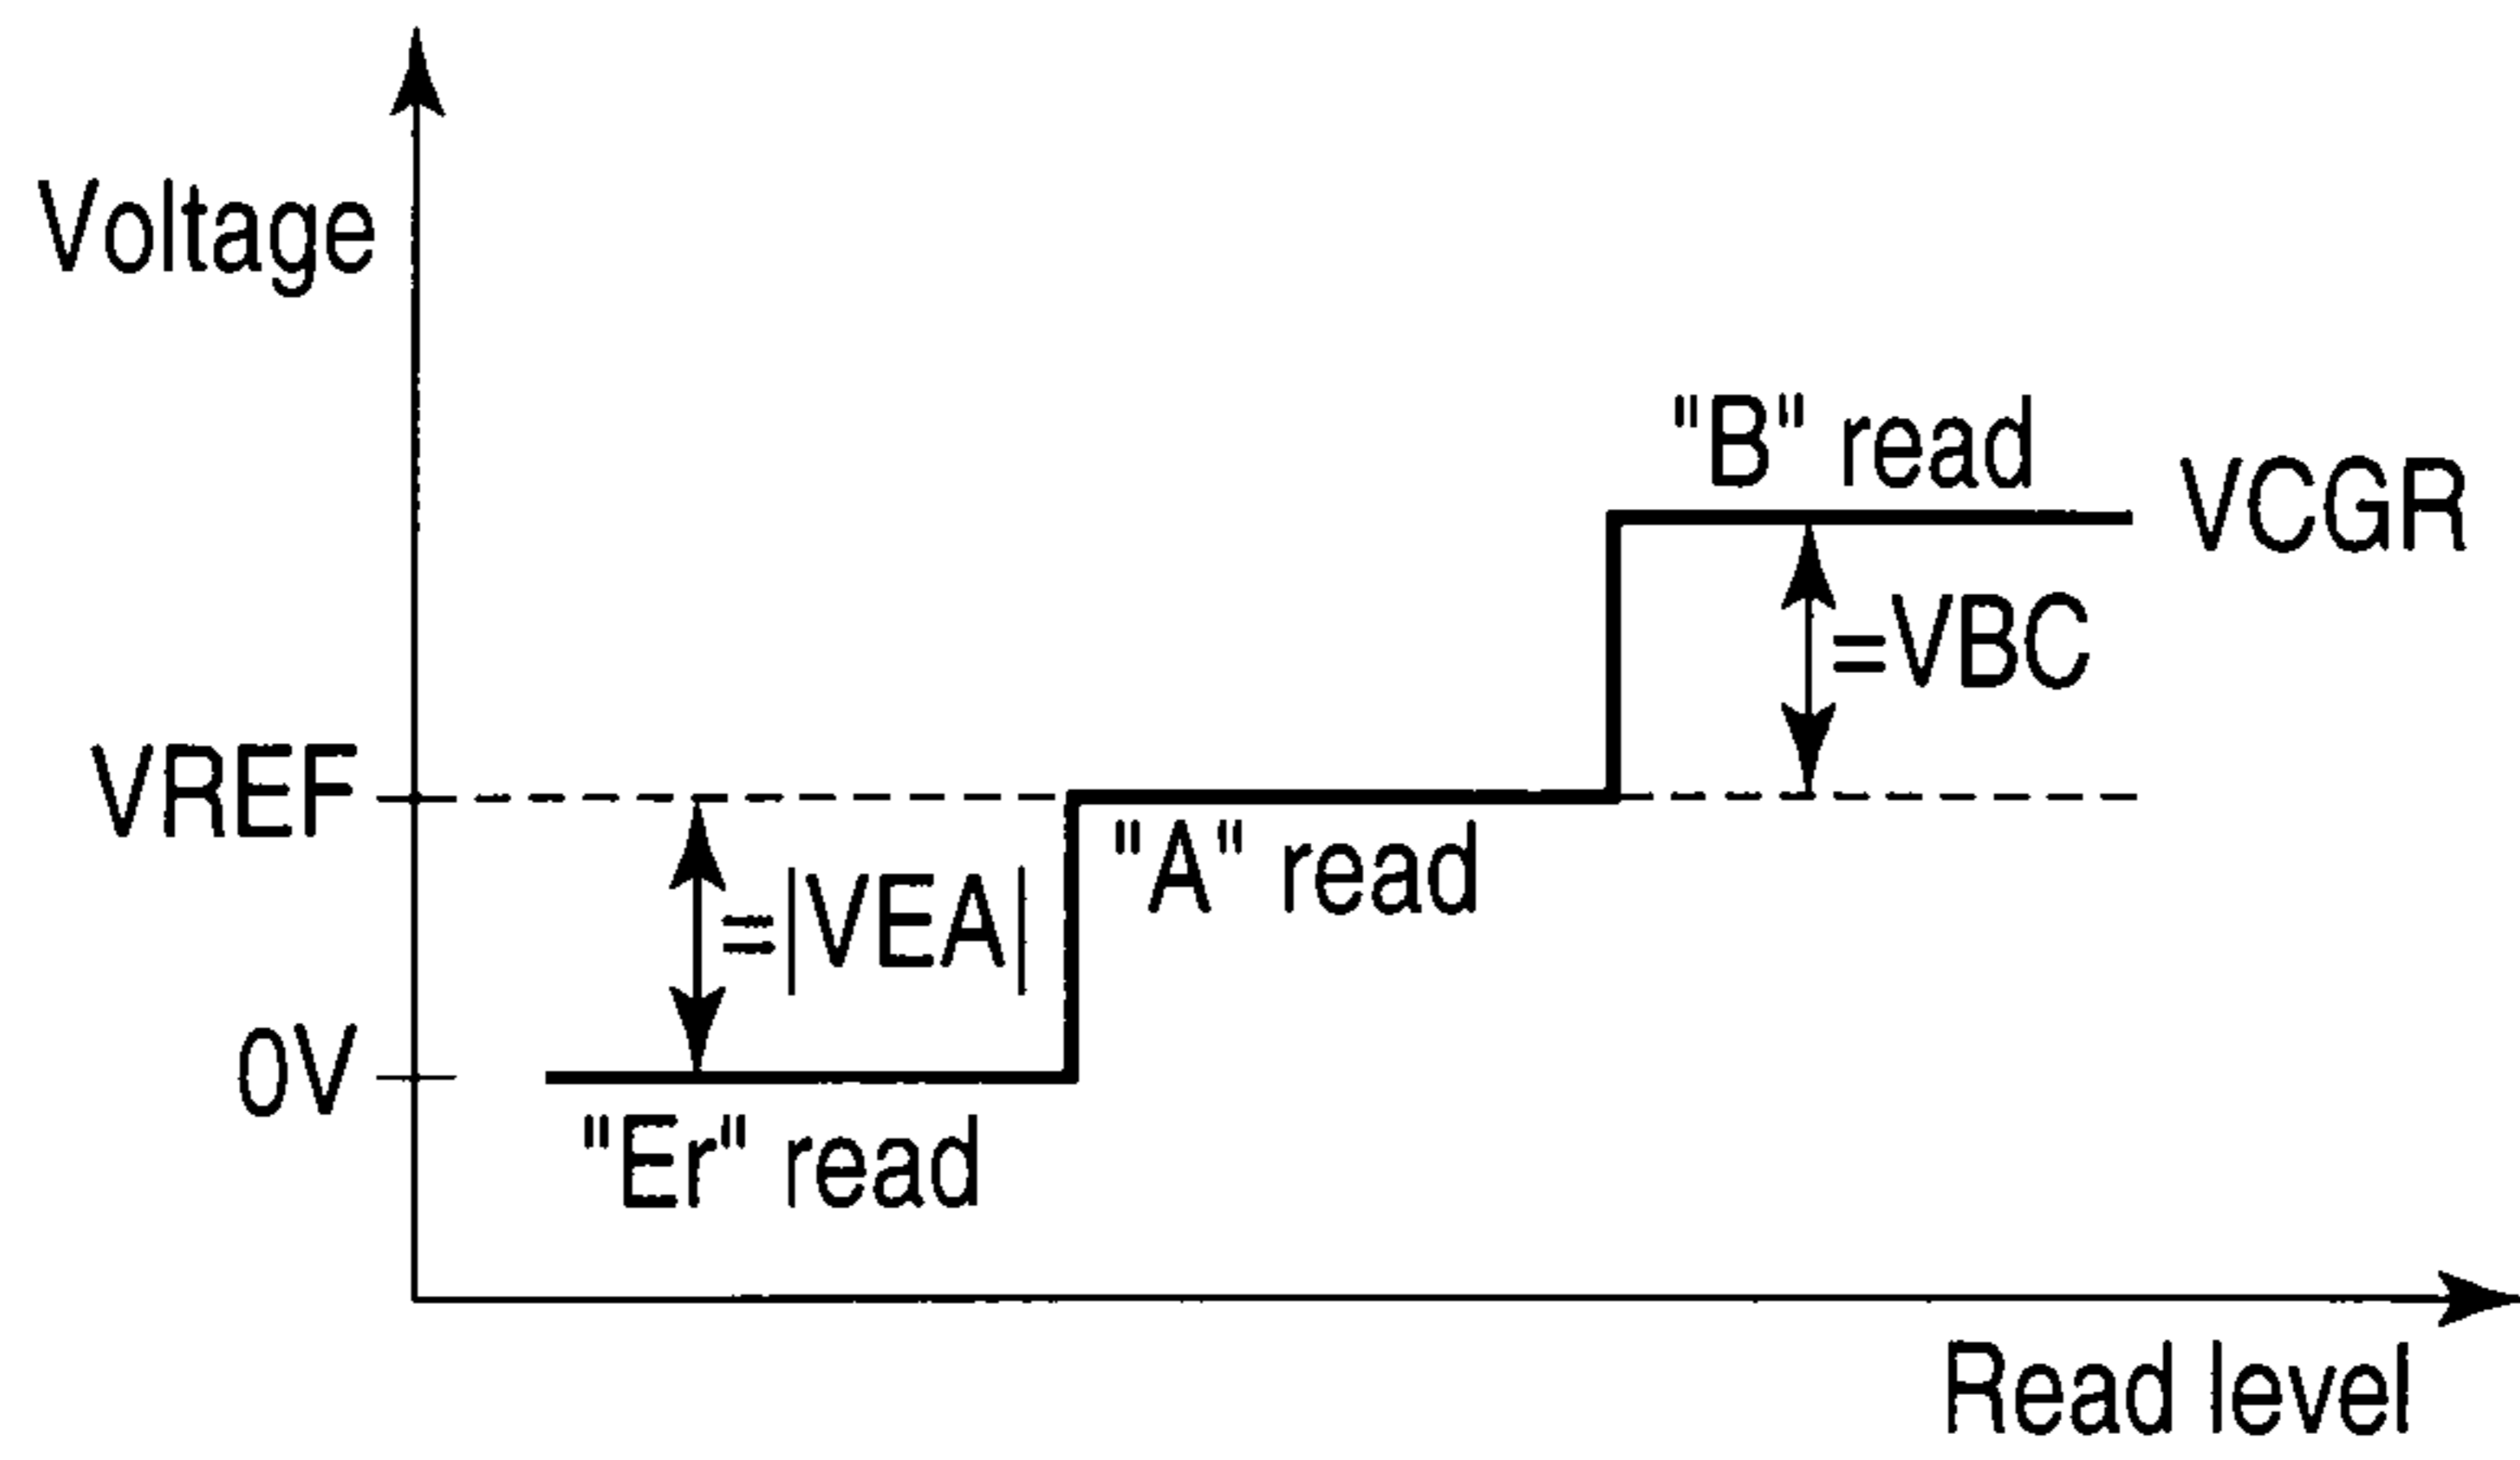 Voltage
"B" read
VCGR
=VBC
VREF
"A" read
=|VEA|
0V
"Er" read
Read level